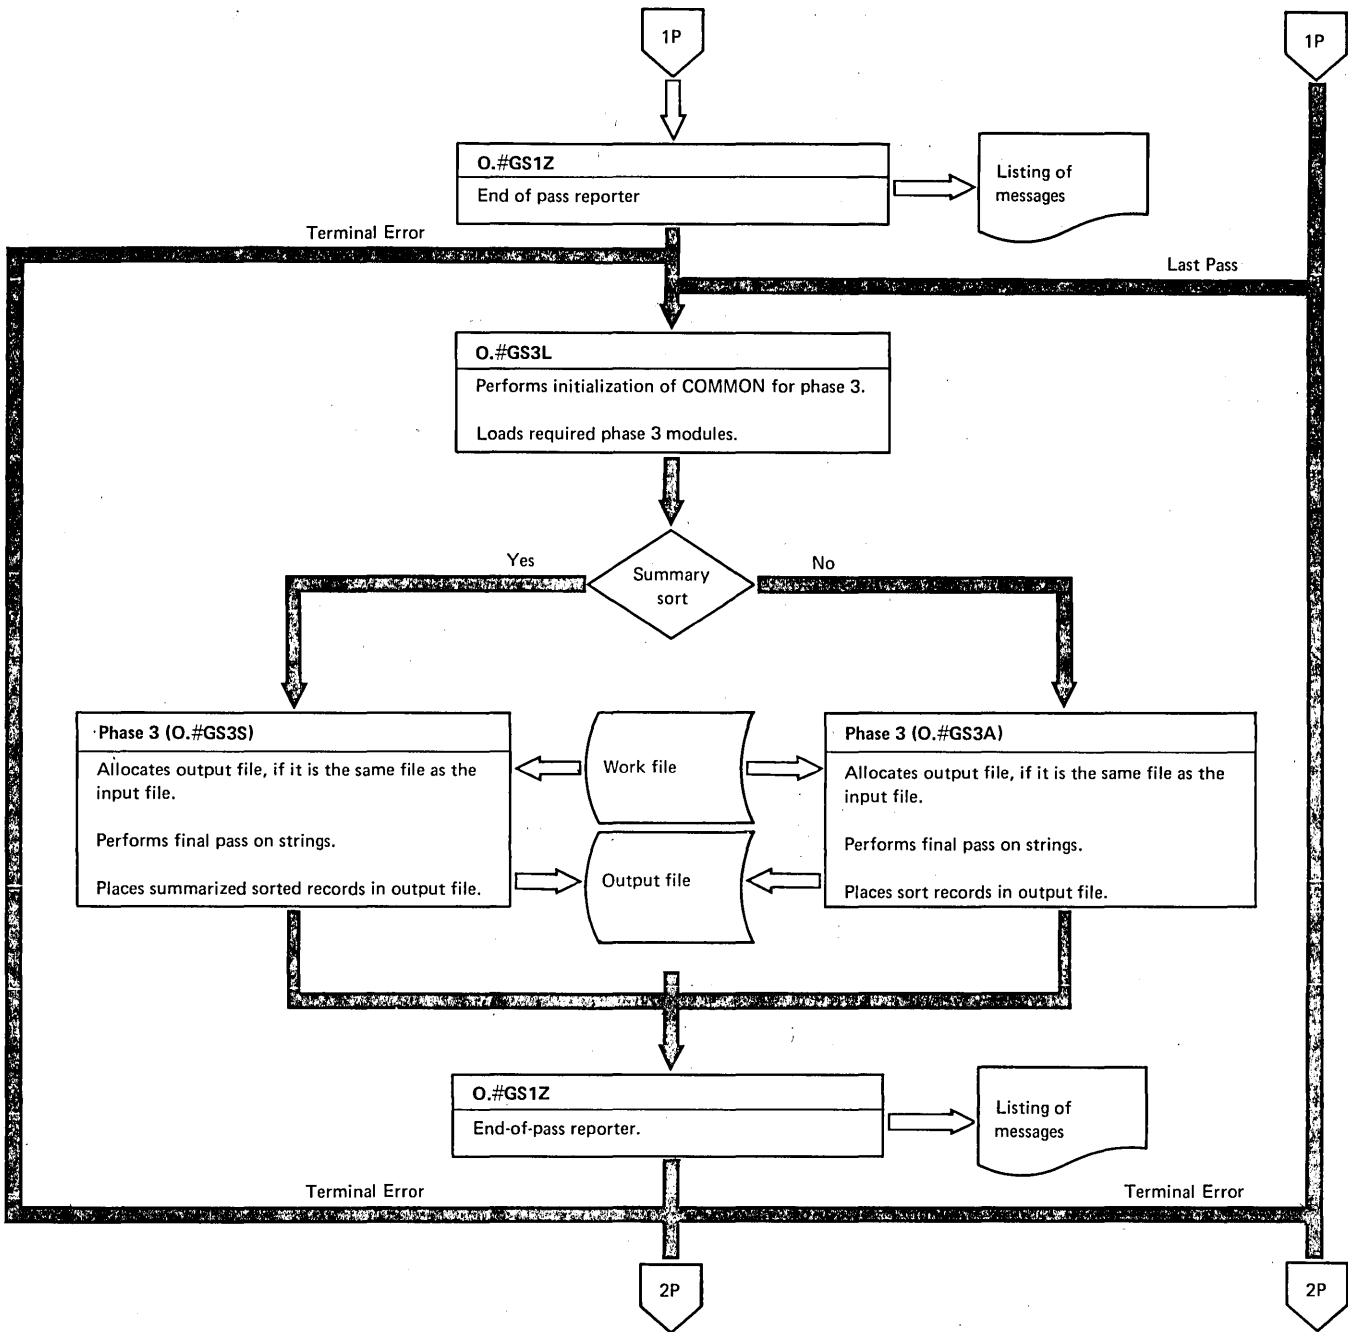 1P
1P
O.#GS1Z
End of pass reporter
Listing of
messages
Terminal Error
Last Pass
O.#GS3L
Performs initialization of COMMON for phase 3.
Loads required phase 3 modules.
Yes
Summary
sort
No
Phase 3 (O.#GS3S)
Allocates output file, if it is the same file as the
input file.
Performs final pass on strings.
Places summarized sorted records in output file.
Work file
Output file
Phase 3 (O.#GS3A)
Allocates output file, if it is the same file as the
input file.
Performs final pass on strings.
Places sort records in output file.
O.#GS1Z
End-of-pass reporter.
Listing of
messages
Terminal Error
Terminal Error
2P
2P